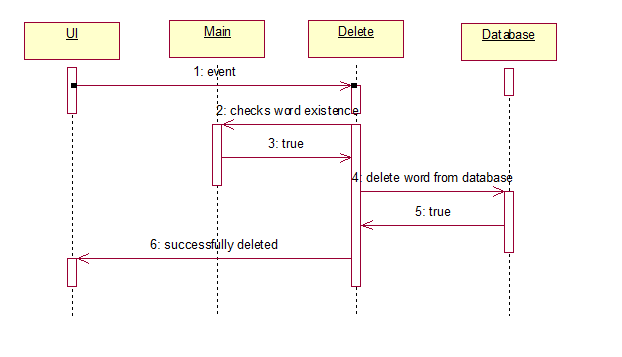 UI
Main
Delete
Database
1: event
2: checks word existence
3: true
4: delete word from database
5: true
6: successfully deleted